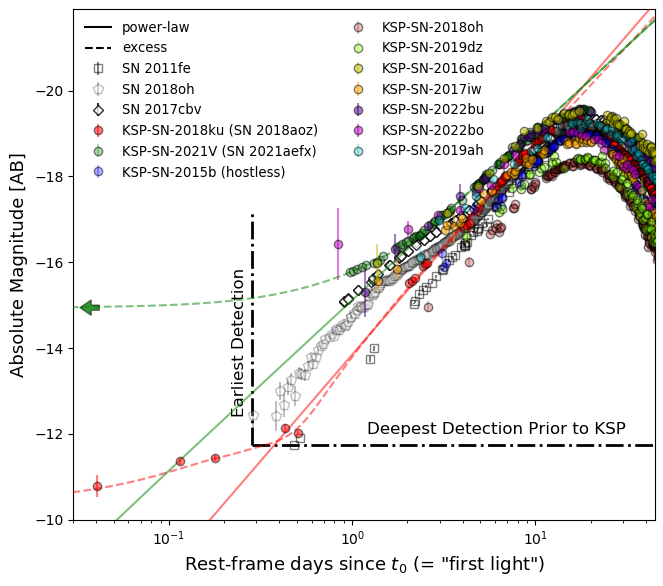 power-law
excess
SN 2011fe
SN 2018oh
SN 2017cbv
KSP-SN-2018ku (SN 2018aoz)
KSP-SN-2021V (SN 2021aefx)
KSP-SN-2015b (hostless)
KSP-SN-2018oh
KSP-SN-2019dz
KSP-SN-2016ad
KSP-SN-2017iw
KSP-SN-2022bu
KSP-SN-2022bo
KSP-SN-2019ah
Absolute Magnitude [AB]
−20
−18
−16
−14
−12
−10
Earliest Detection
Deepest Detection Prior to KSP
10⁻¹
10⁰
10¹
Rest-frame days since t₀ (= "first light")